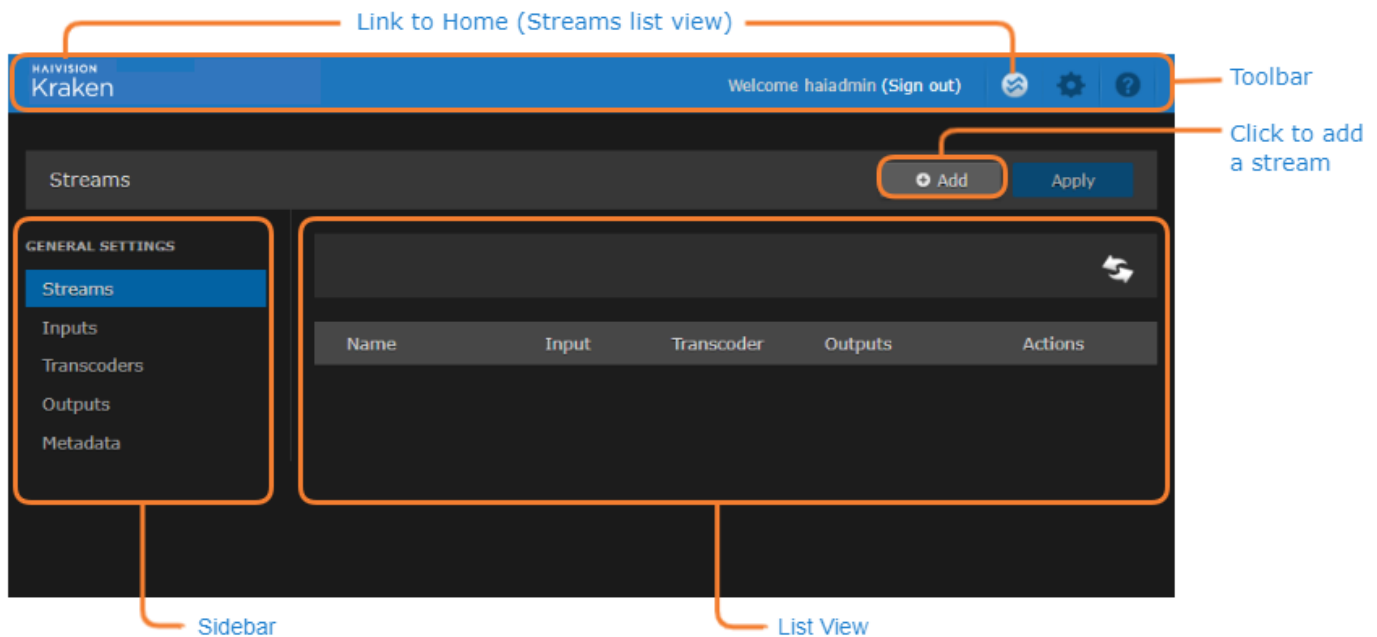 Link to Home (Streams list view)
HAIVISION
Kraken
Welcome haiadmin (Sign out)
Toolbar
Click to add
a stream
Streams
Add
Apply
GENERAL SETTINGS
Streams
Inputs
Transcoders
Outputs
Metadata
Name Input Transcoder Outputs Actions
Sidebar
List View